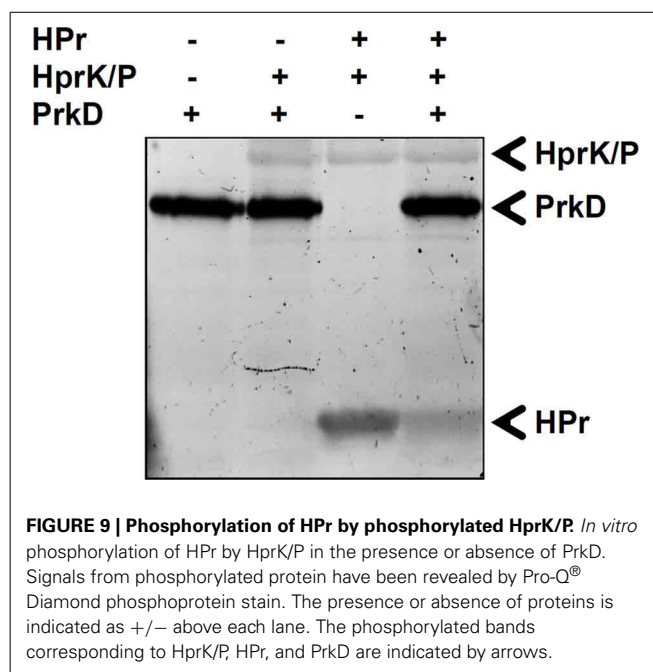 HPr - - + +
HprK/P - + + +
PrkD + + - +
HprK/P
PrkD
HPr
FIGURE 9 | Phosphorylation of HPr by phosphorylated HprK/P. In vitro
phosphorylation of HPr by HprK/P in the presence or absence of PrkD.
Signals from phosphorylated protein have been revealed by Pro-Q®
Diamond phosphoprotein stain. The presence or absence of proteins is
indicated as +/− above each lane. The phosphorylated bands
corresponding to HprK/P, HPr, and PrkD are indicated by arrows.